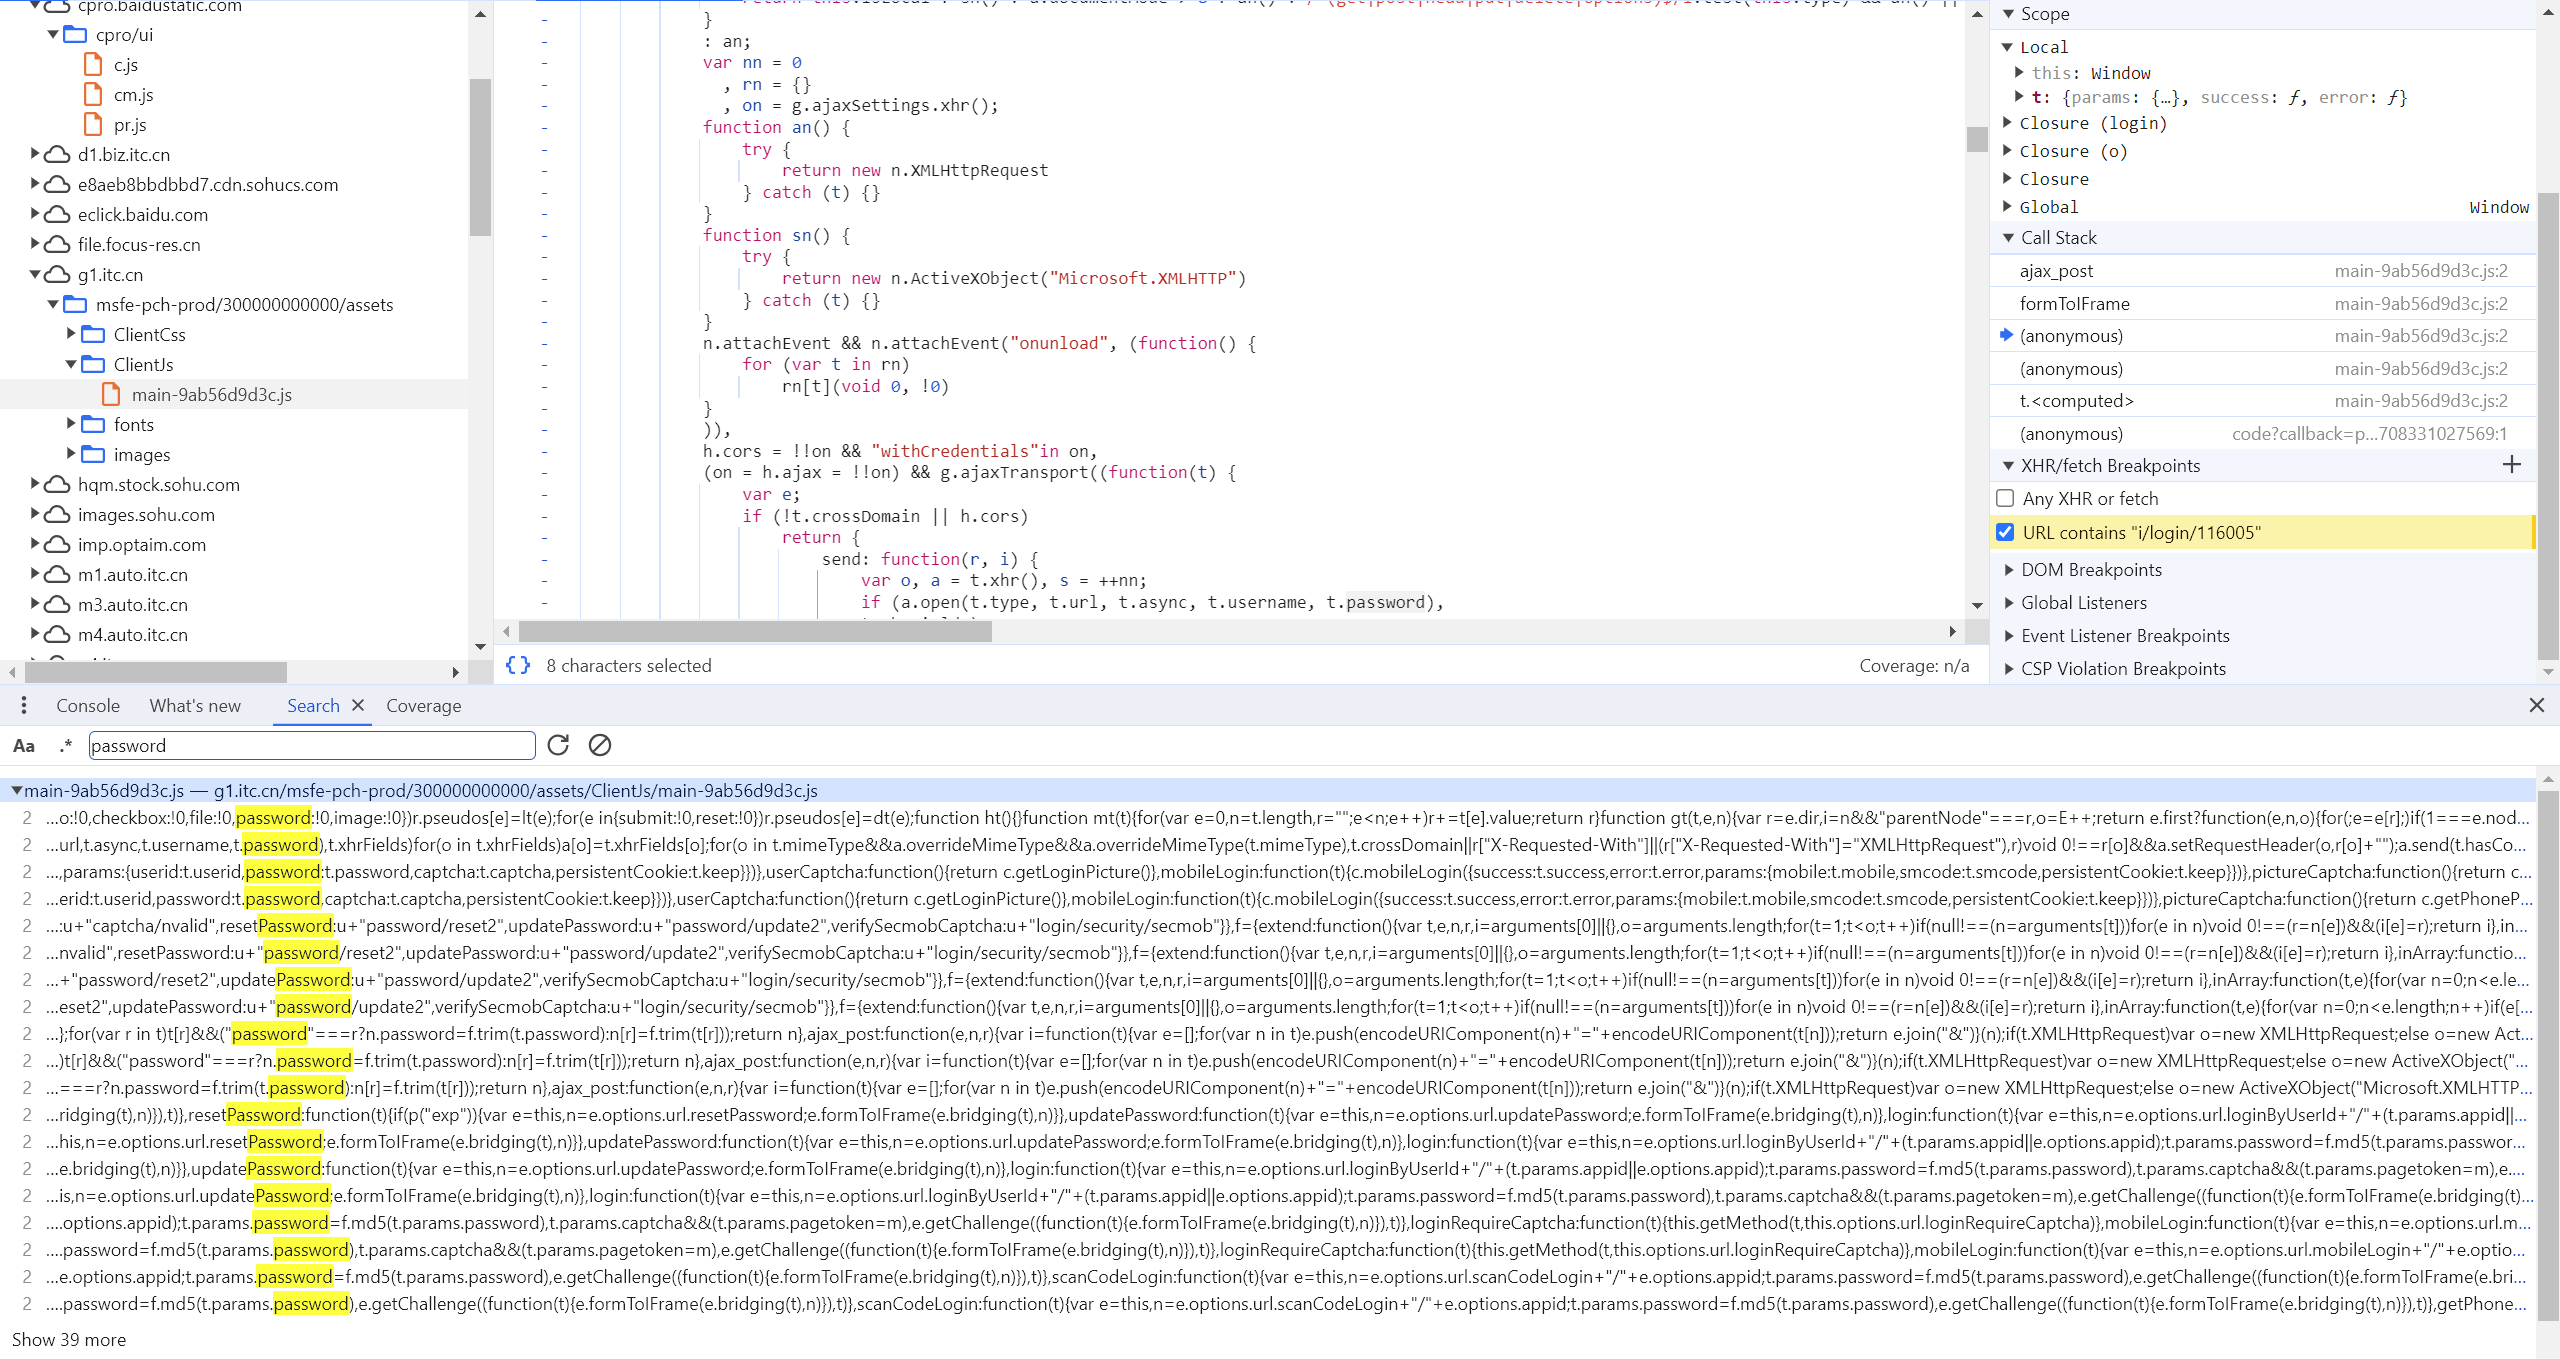 cpro.baidustatic.com
cpro/ui
c.js
cm.js
pr.js
d1.biz.itc.cn
e8aeb8bbdbbd7.cdn.sohucs.com
eclick.baidu.com
file.focus-res.cn
g1.itc.cn
msfe-pch-prod/300000000000/assets
ClientCss
ClientJs
main-9ab56d9d3c.js
fonts
images
hqm.stock.sohu.com
images.sohu.com
imp.optaim.com
m1.auto.itc.cn
m3.auto.itc.cn
m4.auto.itc.cn
}
: an;
var nn = 0
, rn = {}
, on = g.ajaxSettings.xhr();
function an() {
try {
return new n.XMLHttpRequest
} catch (t) {}
}
function sn() {
try {
return new n.ActiveXObject("Microsoft.XMLHTTP")
} catch (t) {}
}
n.attachEvent && n.attachEvent("onunload", (function() {
for (var t in rn)
rn[t](void 0, !0)
}
)),
h.cors = !!on && "withCredentials"in on,
(on = h.ajax = !!on) && g.ajaxTransport((function(t) {
var e;
if (!t.crossDomain || h.cors)
return {
send: function(r, i) {
var o, a = t.xhr(), s = ++nn;
if (a.open(t.type, t.url, t.async, t.username, t.password),
{} 8 characters selected
Coverage: n/a
Scope
Local
this: Window
t: {params: {…}, success: ƒ, error: ƒ}
Closure (login)
Closure (o)
Closure
Global Window
Call Stack
ajax_post main-9ab56d9d3c.js:2
formToIFrame main-9ab56d9d3c.js:2
(anonymous) main-9ab56d9d3c.js:2
(anonymous) main-9ab56d9d3c.js:2
t.<computed> main-9ab56d9d3c.js:2
(anonymous) code?callback=p…708331027569:1
XHR/fetch Breakpoints
Any XHR or fetch
URL contains "i/login/116005"
DOM Breakpoints
Global Listeners
Event Listener Breakpoints
CSP Violation Breakpoints
Console What's new Search Coverage
Aa .* password
main-9ab56d9d3c.js — g1.itc.cn/msfe-pch-prod/300000000000/assets/ClientJs/main-9ab56d9d3c.js
2 …o:!0,checkbox:!0,file:!0,password:!0,image:!0})r.pseudos[e]=lt(e);for(e in{submit:!0,reset:!0})r.pseudos[e]=dt(e);function ht(){}function mt(t){for(var e=0,n=t.length,r="";e<n;e++)r+=t[e].value;return r}function gt(t,e,n){var r=e.dir,i=n&&"parentNode"===r,o=E++;return e.first?function(e,n,o){for(;e=e[r];)if(1===e.nod…
2 …url,t.async,t.username,t.password),t.xhrFields)for(o in t.xhrFields)a[o]=t.xhrFields[o];for(o in t.mimeType&&a.overrideMimeType&&a.overrideMimeType(t.mimeType),t.crossDomain||r["X-Requested-With"]||(r["X-Requested-With"]="XMLHttpRequest"),r)void 0!==r[o]&&a.setRequestHeader(o,r[o]+"");a.send(t.hasCo…
2 …,params:{userid:t.userid,password:t.password,captcha:t.captcha,persistentCookie:t.keep}})},userCaptcha:function(){return c.getLoginPicture()},mobileLogin:function(t){c.mobileLogin({success:t.success,error:t.error,params:{mobile:t.mobile,smcode:t.smcode,persistentCookie:t.keep}})},pictureCaptcha:function(){return c…
2 …erid:t.userid,password:t.password,captcha:t.captcha,persistentCookie:t.keep}})},userCaptcha:function(){return c.getLoginPicture()},mobileLogin:function(t){c.mobileLogin({success:t.success,error:t.error,params:{mobile:t.mobile,smcode:t.smcode,persistentCookie:t.keep}})},pictureCaptcha:function(){return c.getPhoneP…
2 …:u+"captcha/nvalid",resetPassword:u+"password/reset2",updatePassword:u+"password/update2",verifySecmobCaptcha:u+"login/security/secmob"}},f={extend:function(){var t,e,n,r,i=arguments[0]||{},o=arguments.length;for(t=1;t<o;t++)if(null!==(n=arguments[t]))for(e in n)void 0!==(r=n[e])&&(i[e]=r);return i},in…
2 …nvalid",resetPassword:u+"password/reset2",updatePassword:u+"password/update2",verifySecmobCaptcha:u+"login/security/secmob"}},f={extend:function(){var t,e,n,r,i=arguments[0]||{},o=arguments.length;for(t=1;t<o;t++)if(null!==(n=arguments[t]))for(e in n)void 0!==(r=n[e])&&(i[e]=r);return i},inArray:functio…
2 …+"password/reset2",updatePassword:u+"password/update2",verifySecmobCaptcha:u+"login/security/secmob"}},f={extend:function(){var t,e,n,r,i=arguments[0]||{},o=arguments.length;for(t=1;t<o;t++)if(null!==(n=arguments[t]))for(e in n)void 0!==(r=n[e])&&(i[e]=r);return i},inArray:function(t,e){for(var n=0;n<e.le…
2 …eset2",updatePassword:u+"password/update2",verifySecmobCaptcha:u+"login/security/secmob"}},f={extend:function(){var t,e,n,r,i=arguments[0]||{},o=arguments.length;for(t=1;t<o;t++)if(null!==(n=arguments[t]))for(e in n)void 0!==(r=n[e])&&(i[e]=r);return i},inArray:function(t,e){for(var n=0;n<e.length;n++)if(e[…
2 …};for(var r in t)t[r]&&("password"===r?n.password=f.trim(t.password):n[r]=f.trim(t[r]));return n},ajax_post:function(e,n,r){var i=function(t){var e=[];for(var n in t)e.push(encodeURIComponent(n)+"="+encodeURIComponent(t[n]));return e.join("&")}(n);if(t.XMLHttpRequest)var o=new XMLHttpRequest;else o=new Act…
2 …)t[r]&&("password"===r?n.password=f.trim(t.password):n[r]=f.trim(t[r]));return n},ajax_post:function(e,n,r){var i=function(t){var e=[];for(var n in t)e.push(encodeURIComponent(n)+"="+encodeURIComponent(t[n]));return e.join("&")}(n);if(t.XMLHttpRequest)var o=new XMLHttpRequest;else o=new ActiveXObject("…
2 …===r?n.password=f.trim(t.password):n[r]=f.trim(t[r]));return n},ajax_post:function(e,n,r){var i=function(t){var e=[];for(var n in t)e.push(encodeURIComponent(n)+"="+encodeURIComponent(t[n]));return e.join("&")}(n);if(t.XMLHttpRequest)var o=new XMLHttpRequest;else o=new ActiveXObject("Microsoft.XMLHTTP…
2 …ridging(t),n)}),t)},resetPassword:function(t){if(p("exp")){var e=this,n=e.options.url.resetPassword;e.formToIFrame(e.bridging(t),n)}},updatePassword:function(t){var e=this,n=e.options.url.updatePassword;e.formToIFrame(e.bridging(t),n)},login:function(t){var e=this,n=e.options.url.loginByUserId+"/"+(t.params.appid||…
2 …his,n=e.options.url.resetPassword;e.formToIFrame(e.bridging(t),n)}},updatePassword:function(t){var e=this,n=e.options.url.updatePassword;e.formToIFrame(e.bridging(t),n)},login:function(t){var e=this,n=e.options.url.loginByUserId+"/"+(t.params.appid||e.options.appid);t.params.password=f.md5(t.params.passwor…
2 …e.bridging(t),n)}},updatePassword:function(t){var e=this,n=e.options.url.updatePassword;e.formToIFrame(e.bridging(t),n)},login:function(t){var e=this,n=e.options.url.loginByUserId+"/"+(t.params.appid||e.options.appid);t.params.password=f.md5(t.params.password),t.params.captcha&&(t.params.pagetoken=m),e.…
2 …is,n=e.options.url.updatePassword;e.formToIFrame(e.bridging(t),n)},login:function(t){var e=this,n=e.options.url.loginByUserId+"/"+(t.params.appid||e.options.appid);t.params.password=f.md5(t.params.password),t.params.captcha&&(t.params.pagetoken=m),e.getChallenge((function(t){e.formToIFrame(e.bridging(t)…
2 ….options.appid);t.params.password=f.md5(t.params.password),t.params.captcha&&(t.params.pagetoken=m),e.getChallenge((function(t){e.formToIFrame(e.bridging(t),n)}),t)},loginRequireCaptcha:function(t){this.getMethod(t,this.options.url.loginRequireCaptcha)},mobileLogin:function(t){var e=this,n=e.options.url.m…
2 ….password=f.md5(t.params.password),t.params.captcha&&(t.params.pagetoken=m),e.getChallenge((function(t){e.formToIFrame(e.bridging(t),n)}),t)},loginRequireCaptcha:function(t){this.getMethod(t,this.options.url.loginRequireCaptcha)},mobileLogin:function(t){var e=this,n=e.options.url.mobileLogin+"/"+e.optio…
2 …e.options.appid;t.params.password=f.md5(t.params.password),e.getChallenge((function(t){e.formToIFrame(e.bridging(t),n)}),t)},scanCodeLogin:function(t){var e=this,n=e.options.url.scanCodeLogin+"/"+e.options.appid;t.params.password=f.md5(t.params.password),e.getChallenge((function(t){e.formToIFrame(e.bri…
2 ….password=f.md5(t.params.password),e.getChallenge((function(t){e.formToIFrame(e.bridging(t),n)}),t)},scanCodeLogin:function(t){var e=this,n=e.options.url.scanCodeLogin+"/"+e.options.appid;t.params.password=f.md5(t.params.password),e.getChallenge((function(t){e.formToIFrame(e.bridging(t),n)}),t)},getPhone…
Show 39 more